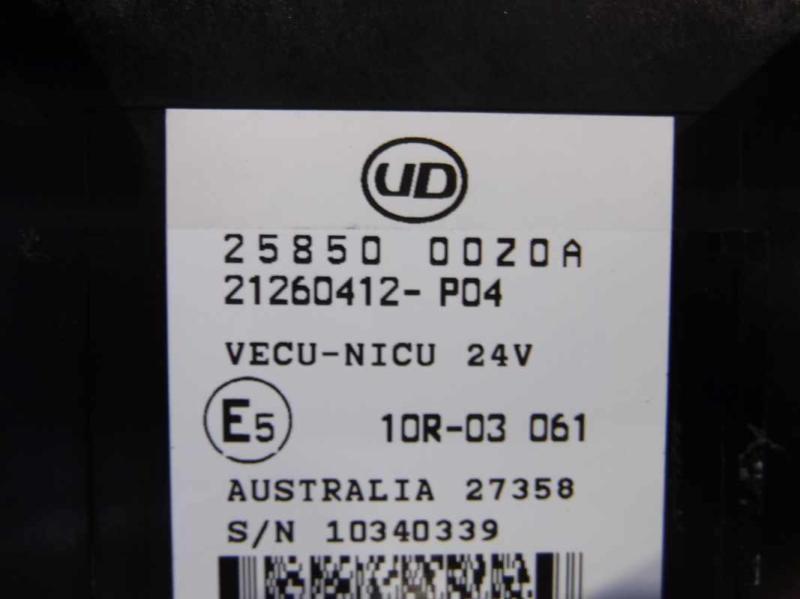 UD
25850 00Z0A
21260412- P04
VECU-NICU 24V
E5 10R-03 061
AUSTRALIA 27358
S/N 10340339